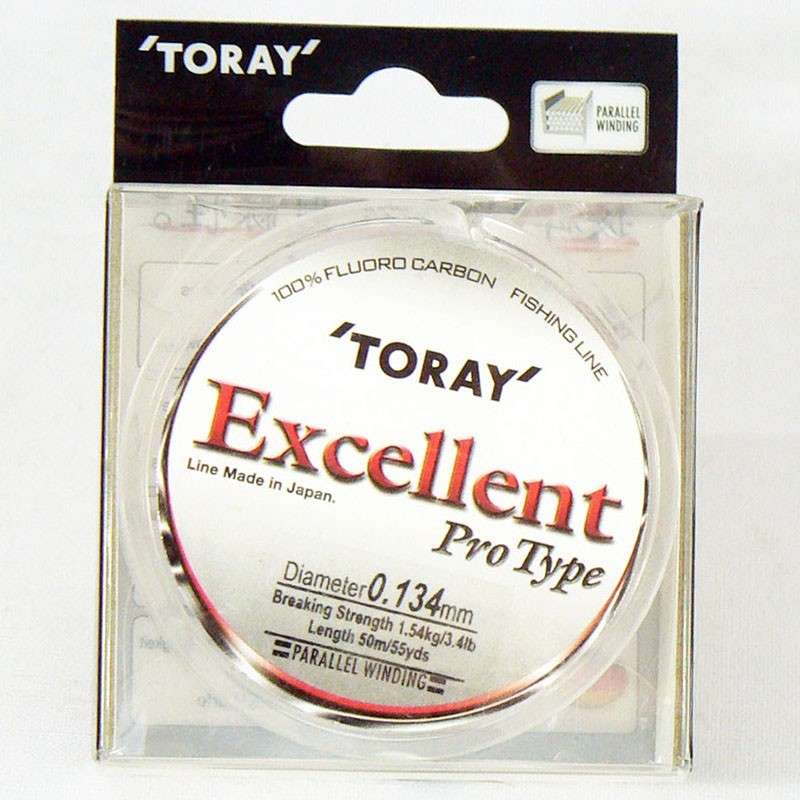 'TORAY'
PARALLEL
WINDING
100% FLUORO CARBON FISHING LINE
'TORAY'
Excellent
Line Made in Japan.
Pro Type
Diameter 0.134mm
Breaking Strength 1.54kg/3.4lb
Length 50m/55yds
PARALLEL WINDING